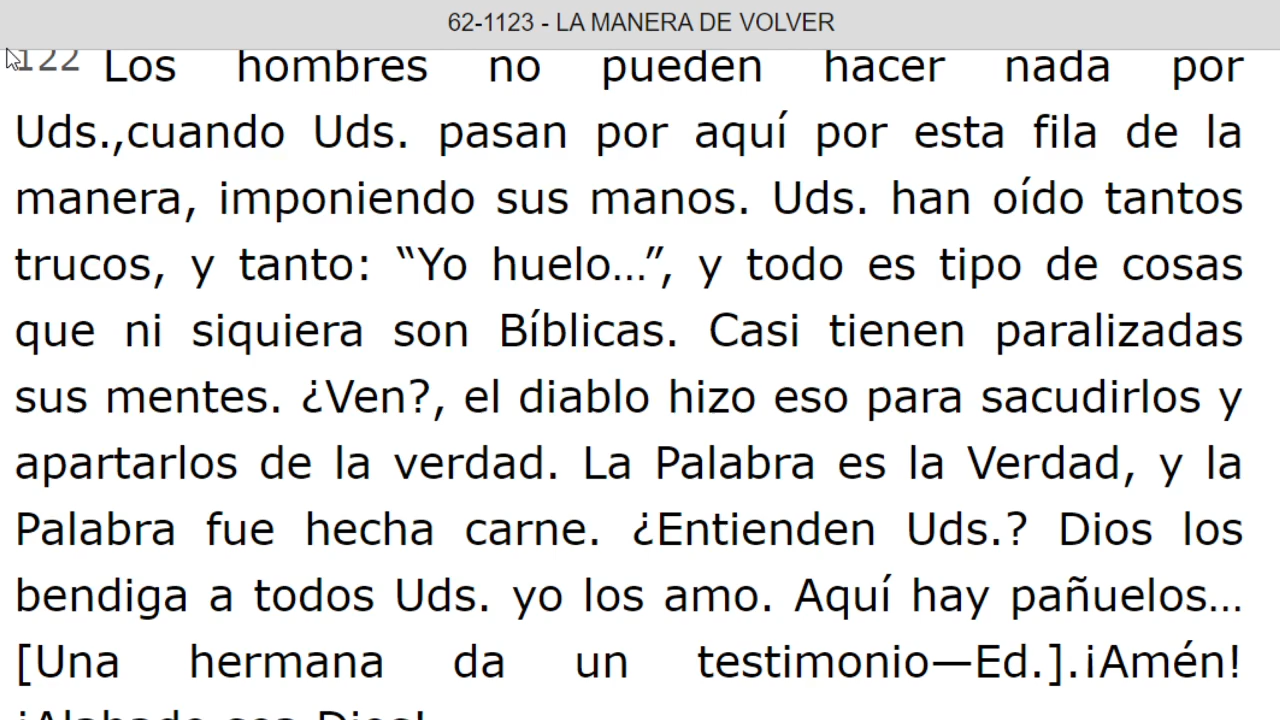 62-1123 - LA MANERA DE VOLVER
122 Los hombres no pueden hacer nada por
Uds.,cuando Uds. pasan por aquí por esta fila de la
manera, imponiendo sus manos. Uds. han oído tantos
trucos, y tanto: “Yo huelo…”, y todo es tipo de cosas
que ni siquiera son Bíblicas. Casi tienen paralizadas
sus mentes. ¿Ven?, el diablo hizo eso para sacudirlos y
apartarlos de la verdad. La Palabra es la Verdad, y la
Palabra fue hecha carne. ¿Entienden Uds.? Dios los
bendiga a todos Uds. yo los amo. Aquí hay pañuelos…
[Una hermana da un testimonio—Ed.].¡Amén!
¡Alabado sea Dios!